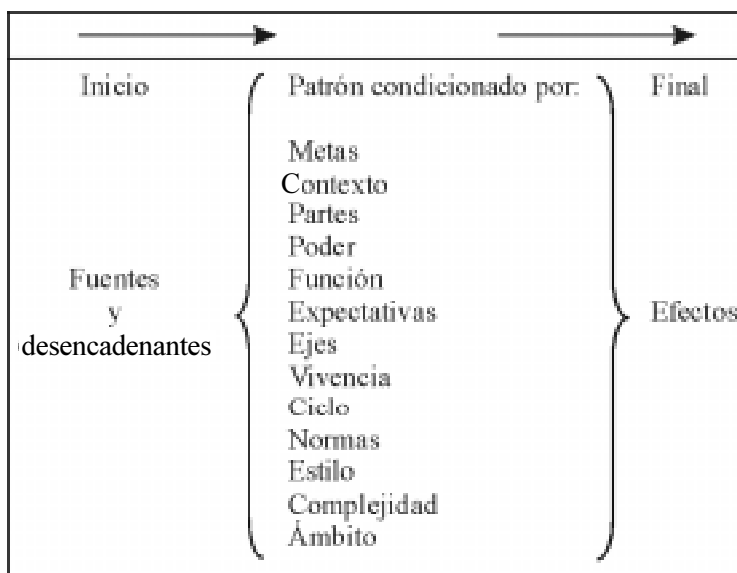 Inicio
Patrón condicionado por:
Final
Fuentes
y
desencadenantes
Metas
Contexto
Partes
Poder
Función
Expectativas
Ejes
Vivencia
Ciclo
Normas
Estilo
Complejidad
Ámbito
Efectos